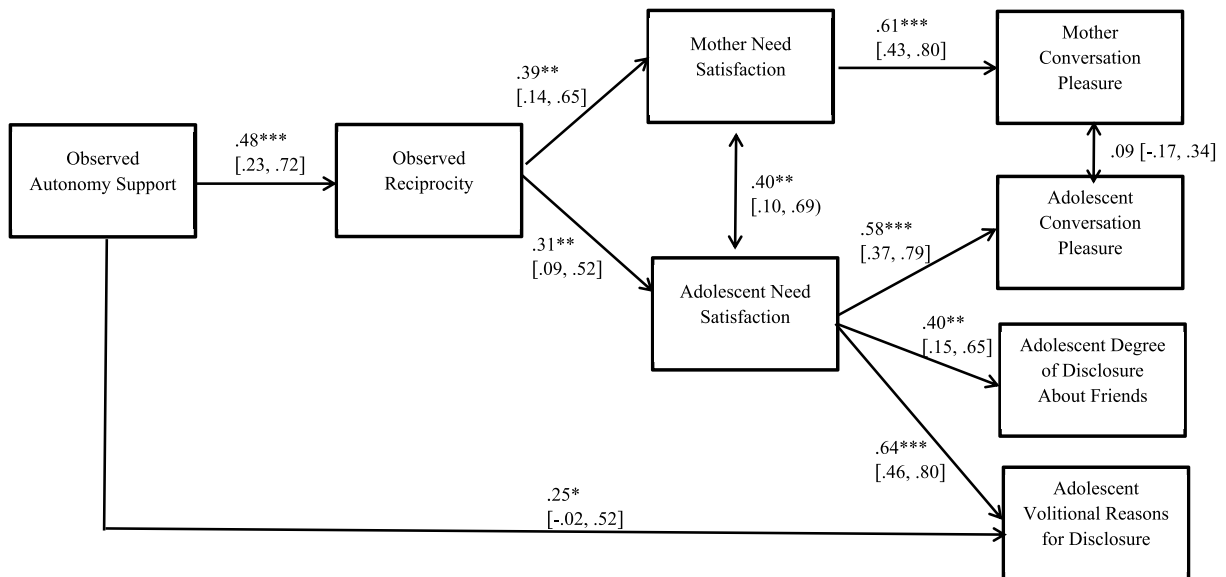 Observed
Autonomy Support
.48***
[.23, .72]
Observed
Reciprocity
.39**
[.14, .65]
.31**
[.09, .52]
Mother Need
Satisfaction
.40**
[.10, .69)
Adolescent Need
Satisfaction
.61***
[.43, .80]
Mother
Conversation
Pleasure
.09 [-.17, .34]
.58***
[.37, .79]
Adolescent
Conversation
Pleasure
.40**
[.15, .65]
Adolescent Degree
of Disclosure
About Friends
.64***
[.46, .80]
Adolescent
Volitional Reasons
for Disclosure
.25*
[-.02, .52]